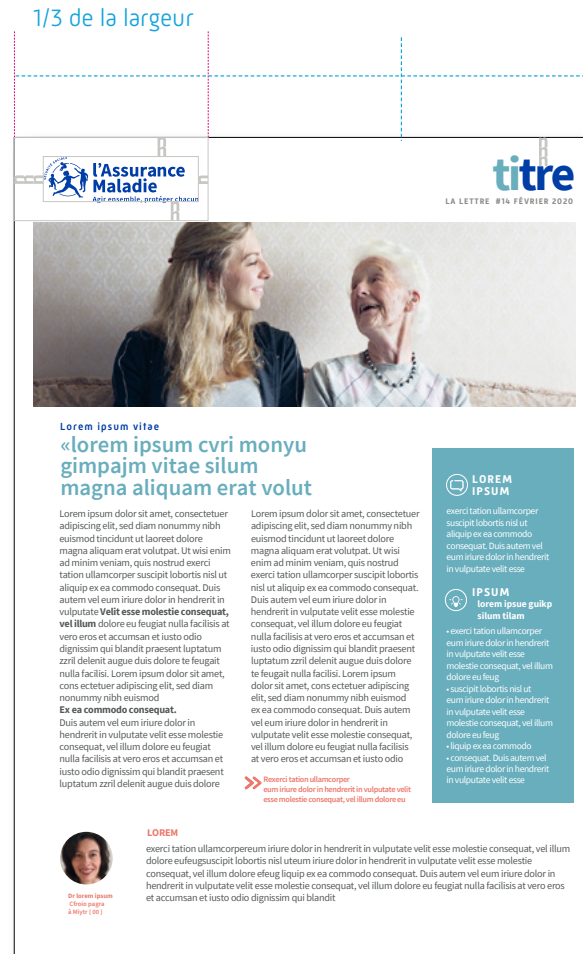 1/3 de la largeur
l'Assurance
Maladie
Agir ensemble, protéger chacun
titre
LA LETTRE #14 FÉVRIER 2020
Lorem ipsum vitae
«lorem ipsum cvri monyu
gimpajm vitae silum
magna aliquam erat volut
Lorem ipsum dolor sit amet, consectetuer
adipiscing elit, sed diam nonummy nibh
euismod tincidunt ut laoreet dolore
magna aliquam erat volutpat. Ut wisi enim
ad minim veniam, quis nostrud exerci
tation ullamcorper suscipit lobortis nisl ut
aliquip ex ea commodo consequat. Duis
autem vel eum iriure dolor in hendrerit in
vulputate Velit esse molestie consequat,
vel illum dolore eu feugiat nulla facilisis at
vero eros et accumsan et iusto odio
dignissim qui blandit praesent luptatum
zzril delenit augue duis dolore te feugait
nulla facilisi. Lorem ipsum dolor sit amet,
cons ectetuer adipiscing elit, sed diam
nonummy nibh euismod
Ex ea commodo consequat.
Duis autem vel eum iriure dolor in
hendrerit in vulputate velit esse molestie
consequat, vel illum dolore eu feugiat
nulla facilisis at vero eros et accumsan et
iusto odio dignissim qui blandit praesent
luptatum zzril delenit augue duis dolore
Lorem ipsum dolor sit amet, consectetuer
adipiscing elit, sed diam nonummy nibh
euismod tincidunt ut laoreet dolore
magna aliquam erat volutpat. Ut wisi
enim ad minim veniam, quis nostrud
exerci tation ullamcorper suscipit lobortis
nisl ut aliquip ex ea commodo consequat.
Duis autem vel eum iriure dolor in
hendrerit in vulputate velit esse molestie
consequat, vel illum dolore eu feugiat
nulla facilisis at vero eros et accumsan et
iusto odio dignissim qui blandit praesent
luptatum zzril delenit augue duis dolore
te feugait nulla facilisi. Lorem ipsum
dolor sit amet, cons ectetuer adipiscing
elit, sed diam nonummy nibh euismod
ex ea commodo consequat. Duis autem
vel eum iriure dolor in hendrerit in
vulputate velit esse molestie consequat,
vel illum dolore eu feugiat nulla facilisis
at vero eros et accumsan et iusto odio
Rexerci tation ullamcorper
eum iriure dolor in hendrerit in vulputate velit
esse molestie consequat, vel illum dolore eu
LOREM
IPSUM
exerci tation ullamcorper
suscipit lobortis nisl ut
aliquip ex ea commodo
consequat. Duis autem vel
eum iriure dolor in hendrerit
in vulputate velit esse
IPSUM
lorem ipsue guikp
silum tilam
• exerci tation ullamcorper
eum iriure dolor in hendrerit
in vulputate velit esse
molestie consequat, vel illum
dolore eu feug
• suscipit lobortis nisl ut
eum iriure dolor in hendrerit
in vulputate velit esse
molestie consequat, vel illum
dolore eu feug
• liquip ex ea commodo
• consequat. Duis autem vel
eum iriure dolor in hendrerit
in vulputate velit esse
Dr lorem ipsum
Cfroio pagra
à Miytr ( 00 )
LOREM
exerci tation ullamcorpereum iriure dolor in hendrerit in vulputate velit esse molestie consequat, vel illum
dolore eufeugsuscipit lobortis nisl uteum iriure dolor in hendrerit in vulputate velit esse molestie
consequat, vel illum dolore efeug liquip ex ea commodo consequat. Duis autem vel eum iriure dolor in
hendrerit in vulputate velit esse molestie consequat, vel illum dolore eu feugiat nulla facilisis at vero eros
et accumsan et iusto odio dignissim qui blandit